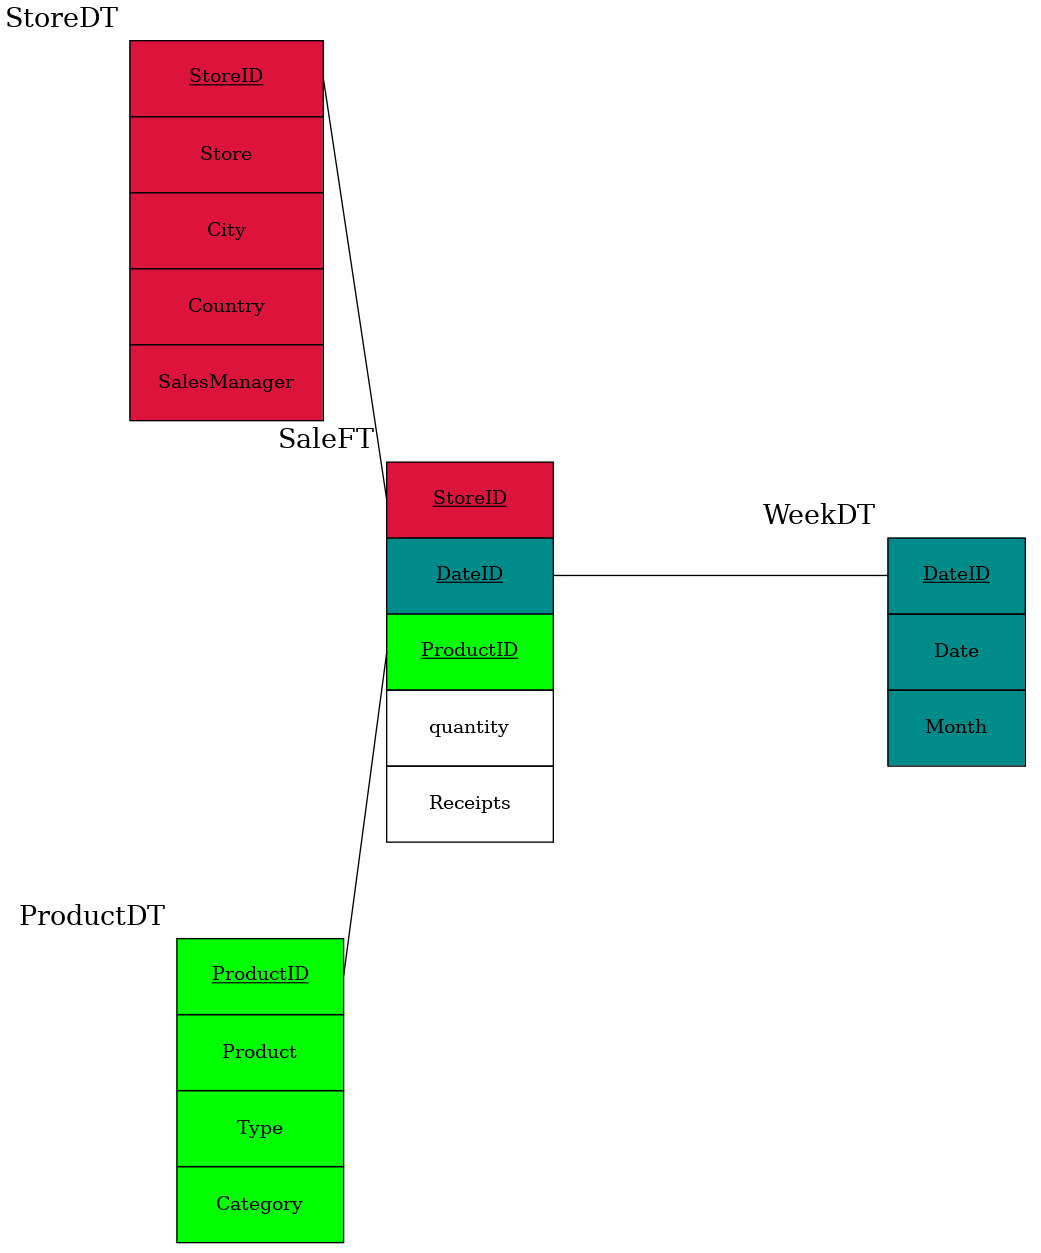 StoreDT
StoreID
Store
City
Country
SalesManager
SaleFT
StoreID
DateID
ProductID
quantity
Receipts
WeekDT
DateID
Date
Month
ProductDT
ProductID
Product
Type
Category